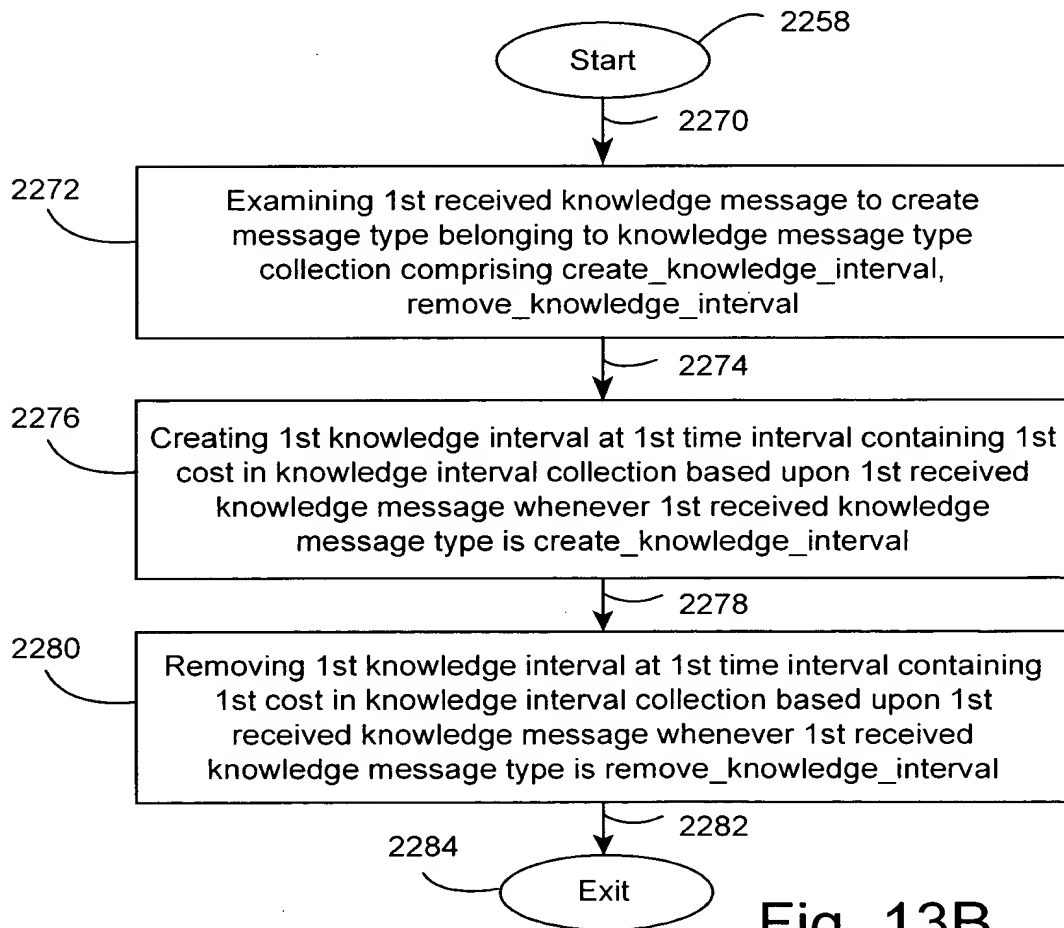 2258
Start
2270
2272
Examining 1st received knowledge message to create
message type belonging to knowledge message type
collection comprising create_knowledge_interval,
remove_knowledge_interval
2274
2276
Creating 1st knowledge interval at 1st time interval containing 1st
cost in knowledge interval collection based upon 1st received
knowledge message whenever 1st received knowledge
message type is create_knowledge_interval
2278
2280
Removing 1st knowledge interval at 1st time interval containing
1st cost in knowledge interval collection based upon 1st
received knowledge message whenever 1st received
knowledge message type is remove_knowledge_interval
2282
2284
Exit
Fig. 13B